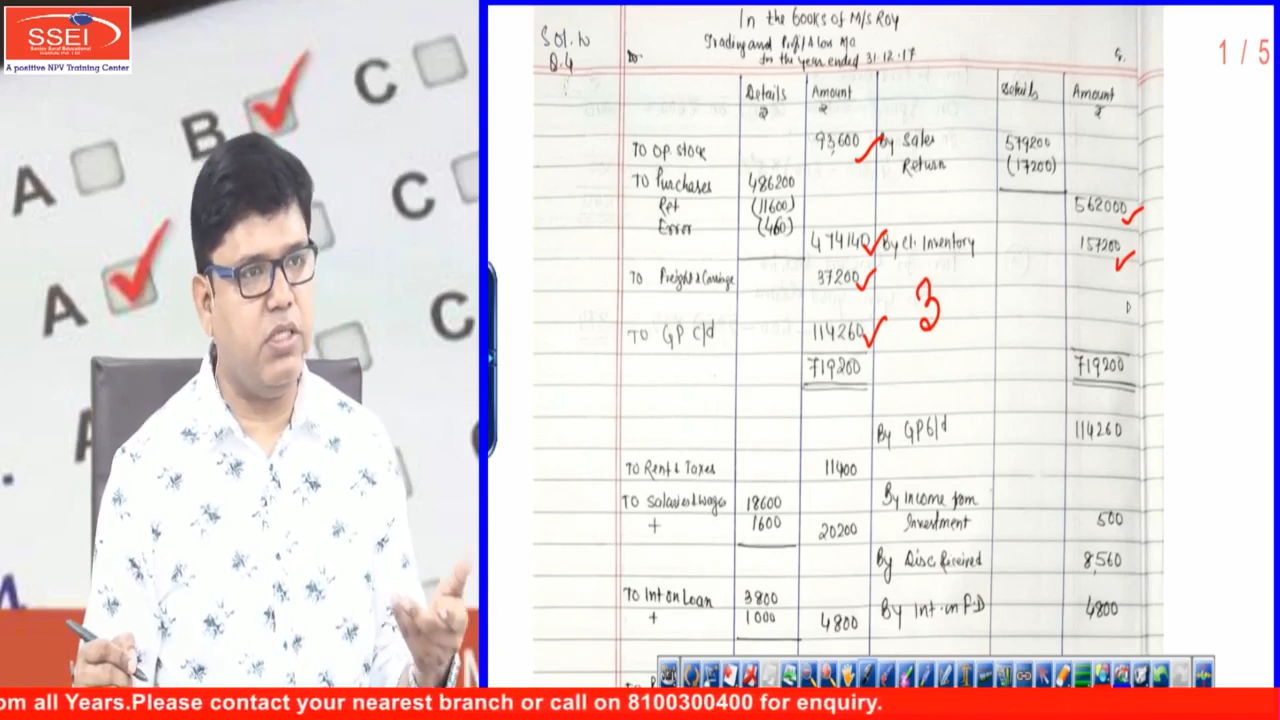 SSEI
A positive NPV Training Center
A
B
C
C
A
C
A
Sol. to
Q.4
In the books of M/S Roy
Trading and Profit & Loss A/c
for the year ended 31.12.17
Dr.
1 / 5
Details Amount Details Amount
₹ ₹ ₹
To Op stock 93,600 By Sales 579200
Return (17200)
To Purchases 486200
Ret (11600) 562000
Error (460)
474140 By Cl. Inventory 157200
To Freight & Carriage 37200
3
To GP c/d 114260
719200 719200
By GP b/d 114260
To Rent & Taxes 11400
To Salaries & wages 18600 By Income from
+ 1600 20200 Investment 500
By Disc Received 8,560
To Int on Loan 3800
+ 1000 4800 By Int. on F.D 4800
om all Years.Please contact your nearest branch or call on 8100300400 for enquiry.